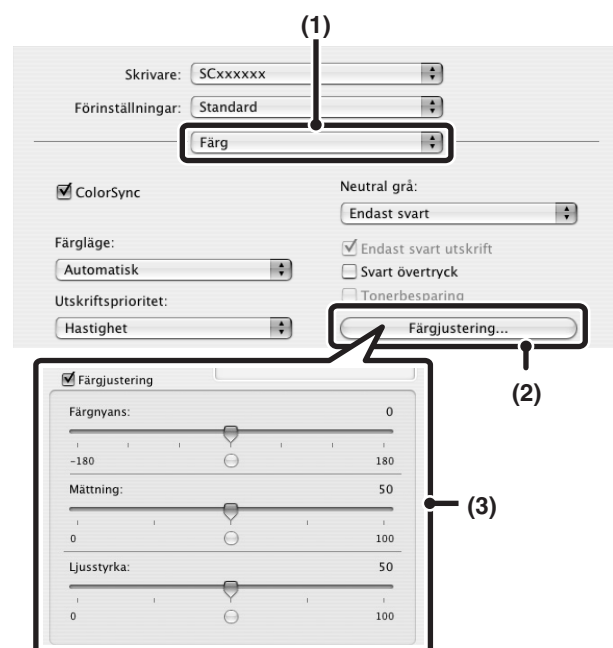 (1)
Skrivare: SCxxxxxx
Förinställningar: Standard
Färg
ColorSync
Neutral grå:
Endast svart
Färgläge:
Endast svart utskrift
Automatisk
Svart övertryck
Utskriftsprioritet:
Tonerbesparing
Hastighet
Färgjustering...
(2)
Färgjustering
Färgnyans: 0
-180 180
Mättning: 50
(3)
0 100
Ljusstyrka: 50
0 100